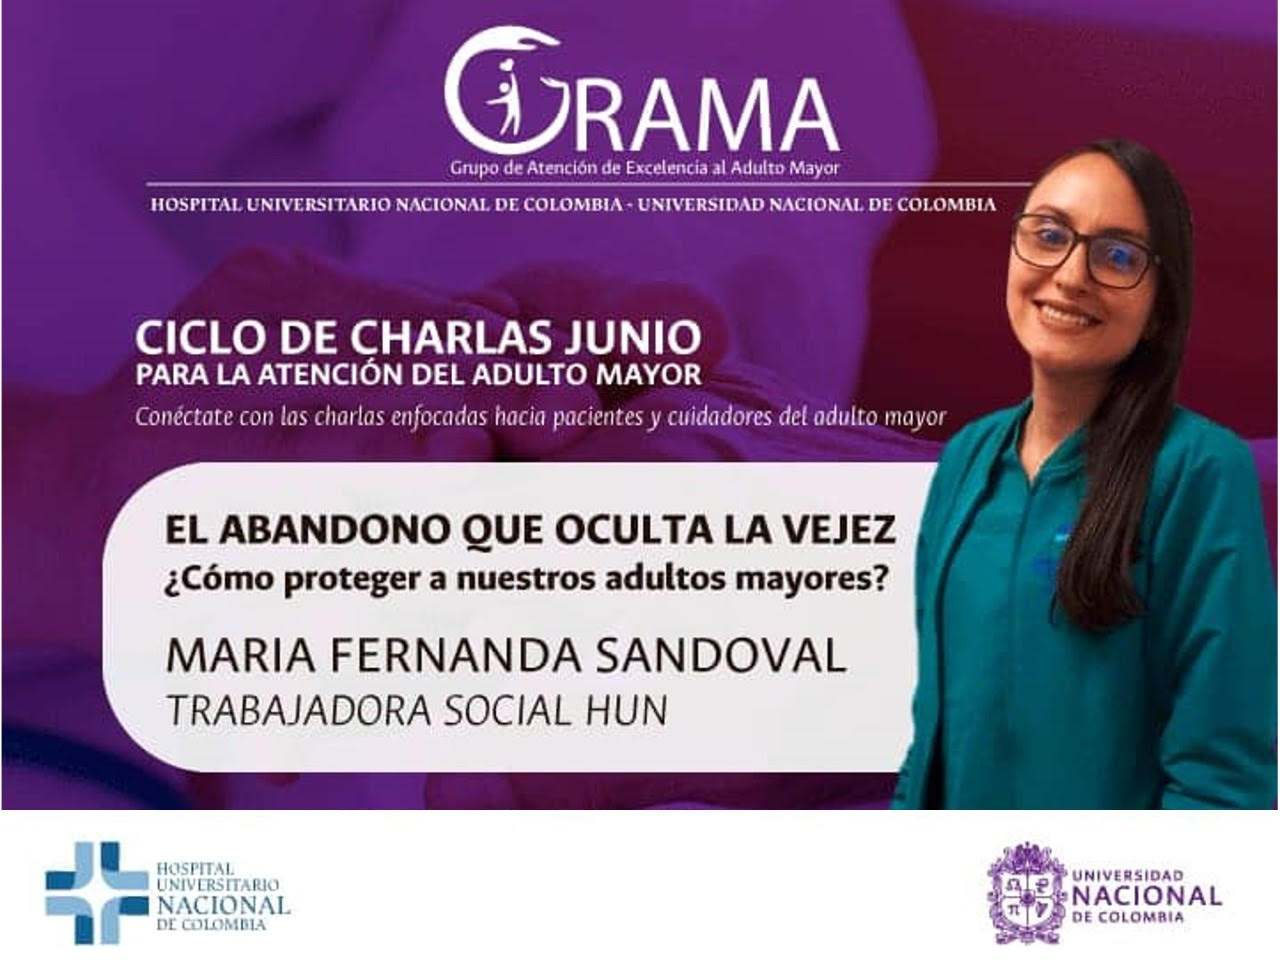 GRAMA
Grupo de Atención de Excelencia al Adulto Mayor
HOSPITAL UNIVERSITARIO NACIONAL DE COLOMBIA - UNIVERSIDAD NACIONAL DE COLOMBIA
CICLO DE CHARLAS JUNIO
PARA LA ATENCIÓN DEL ADULTO MAYOR
Conéctate con las charlas enfocadas hacia pacientes y cuidadores del adulto mayor
EL ABANDONO QUE OCULTA LA VEJEZ
¿Cómo proteger a nuestros adultos mayores?
MARIA FERNANDA SANDOVAL
TRABAJADORA SOCIAL HUN
HOSPITAL
UNIVERSITARIO
NACIONAL
DE COLOMBIA
UNIVERSIDAD
NACIONAL
DE COLOMBIA